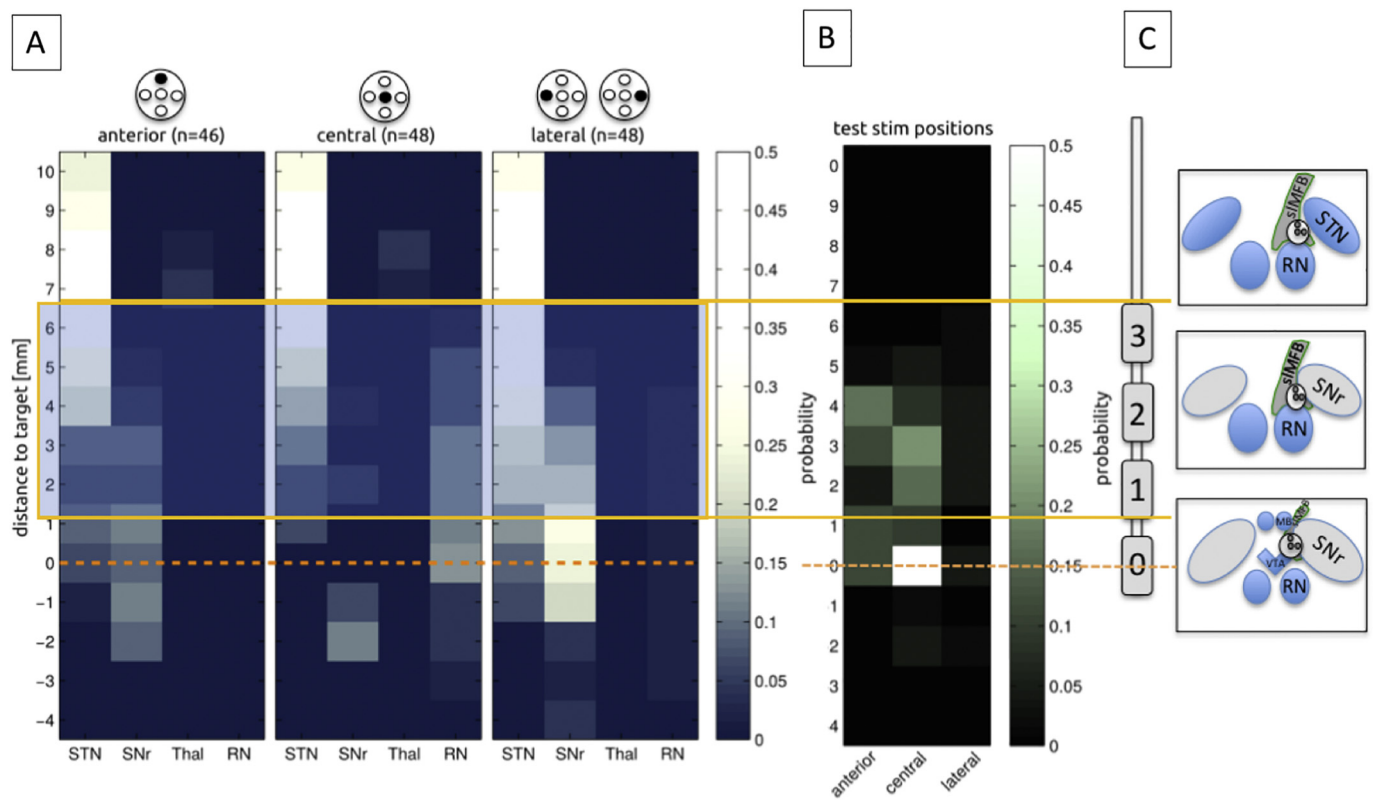 A
B
C
anterior (n=46)
central (n=48)
lateral (n=48)
test stim positions
distance to target [mm]
10
9
8
7
6
5
4
3
2
1
0
−1
−2
−3
−4
STN SNr Thal RN
STN SNr Thal RN
STN SNr Thal RN
0.5
0.45
0.4
0.35
0.3
0.25
0.2
0.15
0.1
0.05
0
probability
0
9
8
7
6
5
4
3
2
1
0
1
2
3
4
anterior central lateral
0.5
0.45
0.4
0.35
0.3
0.25
0.2
0.15
0.1
0.05
0
probability
3
2
1
0
slMFB
STN
RN
slMFB
SNr
RN
MB
slMFB
SNr
VTA
RN